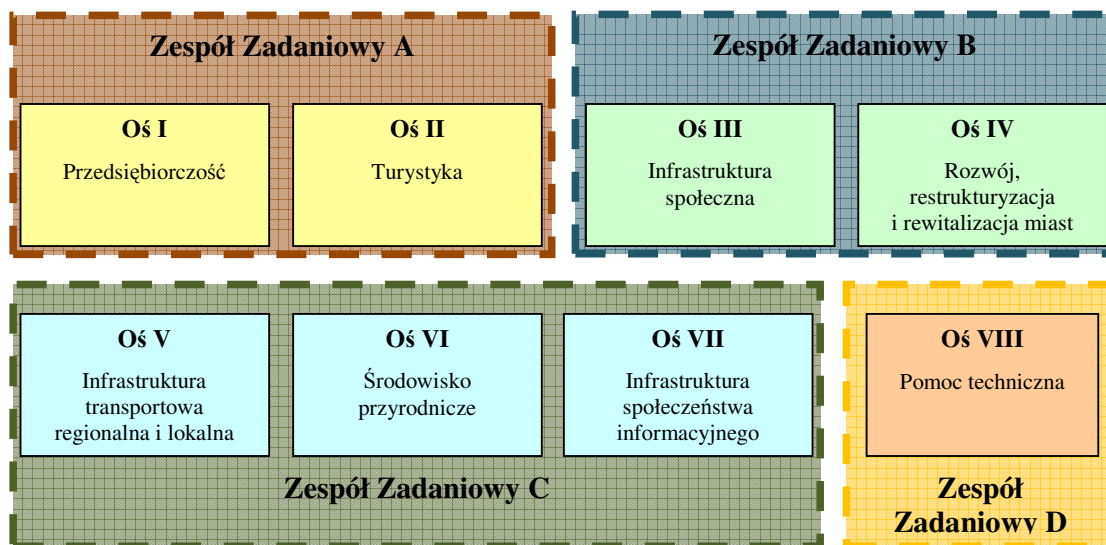 Zespół Zadaniowy A
Oś I
Przedsiębiorczość
Oś II
Turystyka
Zespół Zadaniowy B
Oś III
Infrastruktura
społeczna
Oś IV
Rozwój,
restrukturyzacja
i rewitalizacja miast
Oś V
Infrastruktura
transportowa
regionalna i lokalna
Oś VI
Środowisko
przyrodnicze
Oś VII
Infrastruktura
społeczeństwa
informacyjnego
Zespół Zadaniowy C
Oś VIII
Pomoc techniczna
Zespół
Zadaniowy D